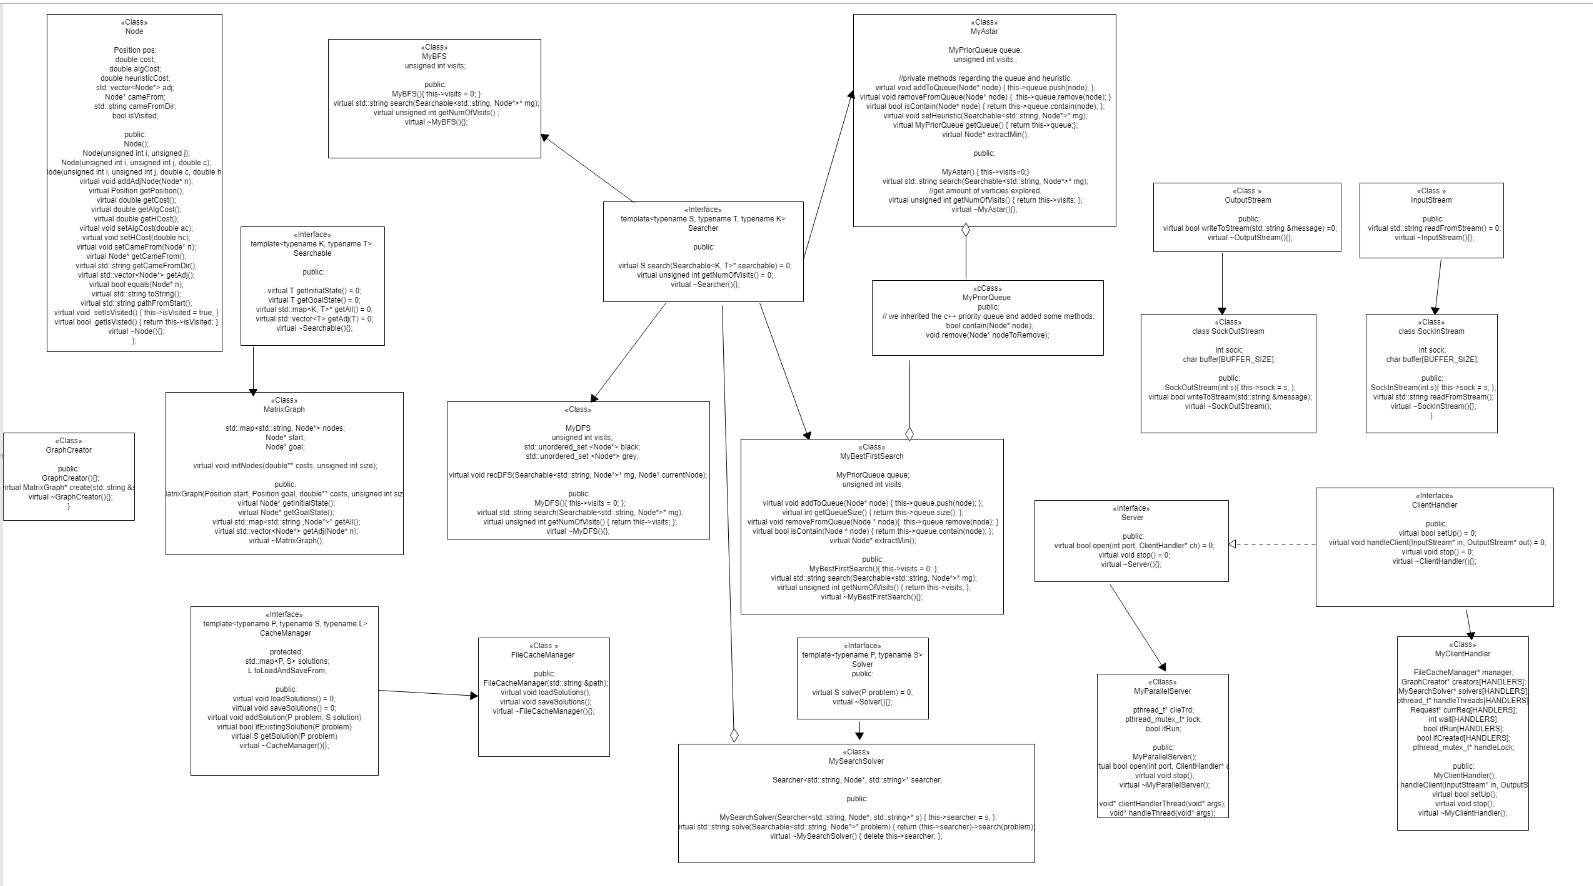 «Class»
Node
Position pos;
double cost;
double algCost;
double heuristicCost;
std::vector<Node*> adj;
Node* cameFrom;
std::string cameFromDir;
bool isVisited;
public:
Node();
Node(unsigned int i, unsigned j);
Node(unsigned int i, unsigned int j, double c);
ode(unsigned int i, unsigned int j, double c, double h
virtual void addAdjNode(Node* n);
virtual Position getPosition();
virtual double getCost();
virtual double getAlgCost();
virtual double getHCost();
virtual void setAlgCost(double ac);
virtual void setHCost(double hc);
virtual void setCameFrom(Node* n);
virtual Node* getCameFrom();
virtual std::string getCameFromDir();
virtual std::vector<Node*> getAdj();
bool equals(Node* n);
virtual std::string toString();
virtual std::string pathFromStart();
virtual void setIsVisited() { this->isVisited = true; }
virtual bool getIsVisted() { return this->isVisited; }
virtual ~Node(){};
};
«Class»
MyBFS
unsigned int visits;
public:
MyBFS(){ this->visits = 0; }
virtual std::string search(Searchable<std::string, Node*>* mg);
virtual unsigned int getNumOfVisits() ;
virtual ~MyBFS(){};
«Class»
MyAstar
MyPriorQueue queue;
unsigned int visits ;
//private methods regarding the queue and heuristic.
virtual void addToQueue(Node* node) { this->queue.push(node); };
virtual void removeFromQueue(Node* node) { this->queue.remove(node); }
virtual bool isContain(Node* node) { return this->queue.contain(node); };
virtual void setHeuristic(Searchable<std::string, Node*>* mg);
virtual MyPriorQueue getQueue() { return this->queue;};
virtual Node* extractMin();
public:
MyAstar() { this->visits=0;}
virtual std::string search(Searchable<std::string, Node*>* mg);
//get amount of verticies explored.
virtual unsigned int getNumOfVisits() { return this->visits; };
virtual ~MyAstar(){};
«Interface»
template<typename K, typename T>
Searchable
public:
virtual T getInitialState() = 0;
virtual T getGoalState() = 0;
virtual std::map<K, T>* getAll() = 0;
virtual std::vector<T> getAdj(T) = 0;
virtual ~Searchable(){};
«Interface»
template<typename S, typename T, typename K>
Searcher
public:
virtual S search(Searchable<K, T>* searchable) = 0;
virtual unsigned int getNumOfVisits() = 0;
virtual ~Searcher(){};
«Class »
OutputStream
public:
virtual bool writeToStream(std::string &message) =0;
virtual ~OutputStream(){};
«Class »
InputStream
public:
virtual std::string readFromStream() = 0;
virtual ~InputStream(){};
«cCass»
MyPriorQueue
public:
// we inherited the c++ priority queue and added some methods.
bool contain(Node* node);
void remove(Node* nodeToRemove);
«Class»
class SockOutStream
int sock;
char buffer[BUFFER_SIZE];
public:
SockOutStream(int s){ this->sock = s; };
virtual bool writeToStream(std::string &message);
virtual ~SockOutStream();
«Class»
class SockInStream
int sock;
char buffer[BUFFER_SIZE];
public:
SockInStream(int s){ this->sock = s; };
virtual std::string readFromStream();
virtual ~SockInStream(){};
}
«Class»
MatrixGraph
std::map<std::string, Node*> nodes;
Node* start;
Node* goal;
virtual void initNodes(double** costs, unsigned int size);
public:
MatrixGraph(Position start, Position goal, double** costs, unsigned int siz
virtual Node* getInitialState();
virtual Node* getGoalState();
virtual std::map<std::string ,Node*>* getAll();
virtual std::vector<Node*> getAdj(Node* n);
virtual ~MatrixGraph();
«Class»
GraphCreator
public:
GraphCreator(){};
virtual MatrixGraph* create(std::string &s
virtual ~GraphCreator(){};
}
«Class»
MyDFS
unsigned int visits;
std::unordered_set <Node*> black;
std::unordered_set <Node*> grey;
virtual void recDFS(Searchable<std::string, Node*>* mg, Node* currentNode);
public:
MyDFS(){ this->visits = 0; };
virtual std::string search(Searchable<std::string, Node*>* mg);
virtual unsigned int getNumOfVisits() { return this->visits; };
virtual ~MyDFS(){};
«Class»
MyBestFirstSearch
MyPriorQueue queue;
unsigned int visits;
virtual void addToQueue(Node* node) { this->queue.push(node); };
virtual int getQueueSize() { return this->queue.size(); };
virtual void removeFromQueue(Node * node){ this->queue.remove(node); }
virtual bool isContain(Node * node) { return this->queue.contain(node); };
virtual Node* extractMin();
public:
MyBestFirstSearch(){ this->visits = 0; };
virtual std::string search(Searchable<std::string, Node*>* mg);
virtual unsigned int getNumOfVisits() { return this->visits; };
virtual ~MyBestFirstSearch(){};
«Interface»
Server
public:
virtual bool open(int port, ClientHandler* ch) = 0;
virtual void stop() = 0;
virtual ~Server(){};
«Interface»
ClientHandler
public:
virtual bool setUp() = 0;
virtual void handleClient(InputStream* in, OutputStream* out) = 0;
virtual void stop() = 0;
virtual ~ClientHandler(){};
«Interface»
template<typename P, typename S, typename L>
CacheManager
protected:
std::map<P, S> solutions;
L toLoadAndSaveFrom;
public:
virtual void loadSolutions() = 0;
virtual void saveSolutions() = 0;
virtual void addSolution(P problem, S solution)
virtual bool ifExistingSolution(P problem)
virtual S getSolution(P problem)
virtual ~CacheManager(){};
«Class »
FileCacheManager
public:
FileCacheManager(std::string &path);
virtual void loadSolutions();
virtual void saveSolutions();
virtual ~FileCacheManager(){};
«Interface»
template<typename P, typename S>
Solver
public:
virtual S solve(P problem) = 0;
virtual ~Solver(){};
«Class»
MySearchSolver
Searcher<std::string, Node*, std::string>* searcher;
public:
MySearchSolver(Searcher<std::string, Node*, std::string>* s) { this->searcher = s; };
irtual std::string solve(Searchable<std::string, Node*>* problem) { return (this->searcher)->search(problem);
virtual ~MySearchSolver() { delete this->searcher; };
«Class»
MyParallelServer
pthread_t* clieTrd;
pthread_mutex_t* lock;
bool ifRun;
public:
MyParallelServer();
rtual bool open(int port, ClientHandler* c
virtual void stop();
virtual ~MyParallelServer();
void* clientHandlerThread(void* args);
void* handleThread(void* args);
«Class»
MyClientHandler
FileCacheManager* manager;
GraphCreator* creators[HANDLERS];
MySearchSolver* solvers[HANDLERS]
pthread_t* handleThreads[HANDLERS]
Request* currReq[HANDLERS];
int wait[HANDLERS];
bool ifRun[HANDLERS];
bool ifCreated[HANDLERS];
pthread_mutex_t* handleLock;
public:
MyClientHandler();
handleClient(InputStream* in, OutputS
virtual bool setUp();
virtual void stop();
virtual ~MyClientHandler();